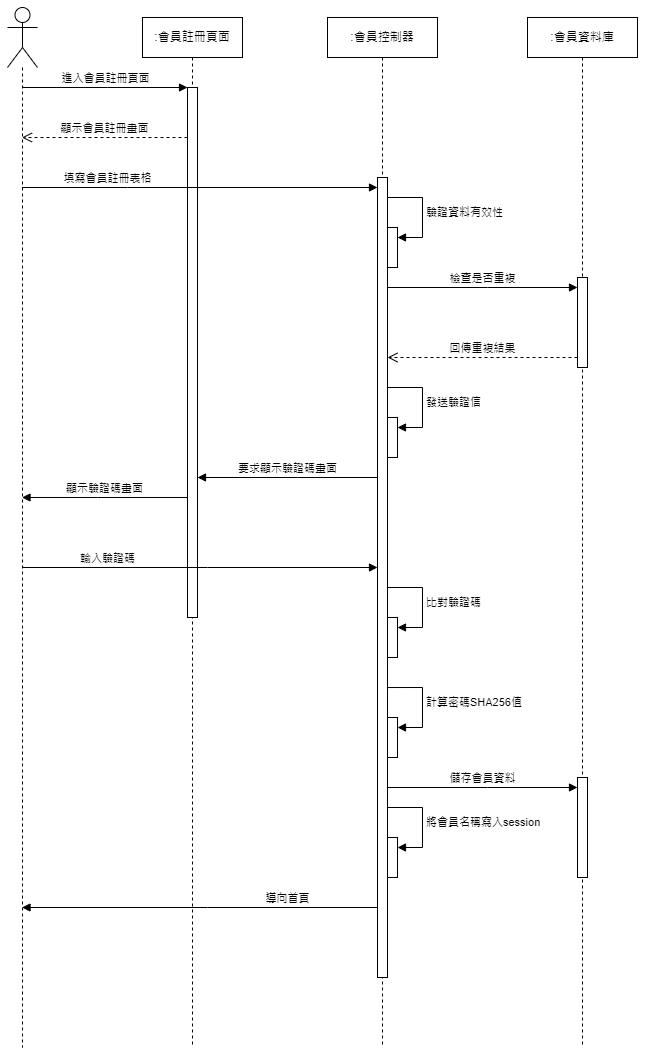 :會員註冊頁面
:會員控制器
:會員資料庫
進入會員註冊頁面
顯示會員註冊畫面
填寫會員註冊表格
驗證資料有效性
檢查是否重複
回傳重複結果
發送驗證信
要求顯示驗證碼畫面
顯示驗證碼畫面
輸入驗證碼
比對驗證碼
計算密碼SHA256值
儲存會員資料
將會員名稱寫入session
導向首頁